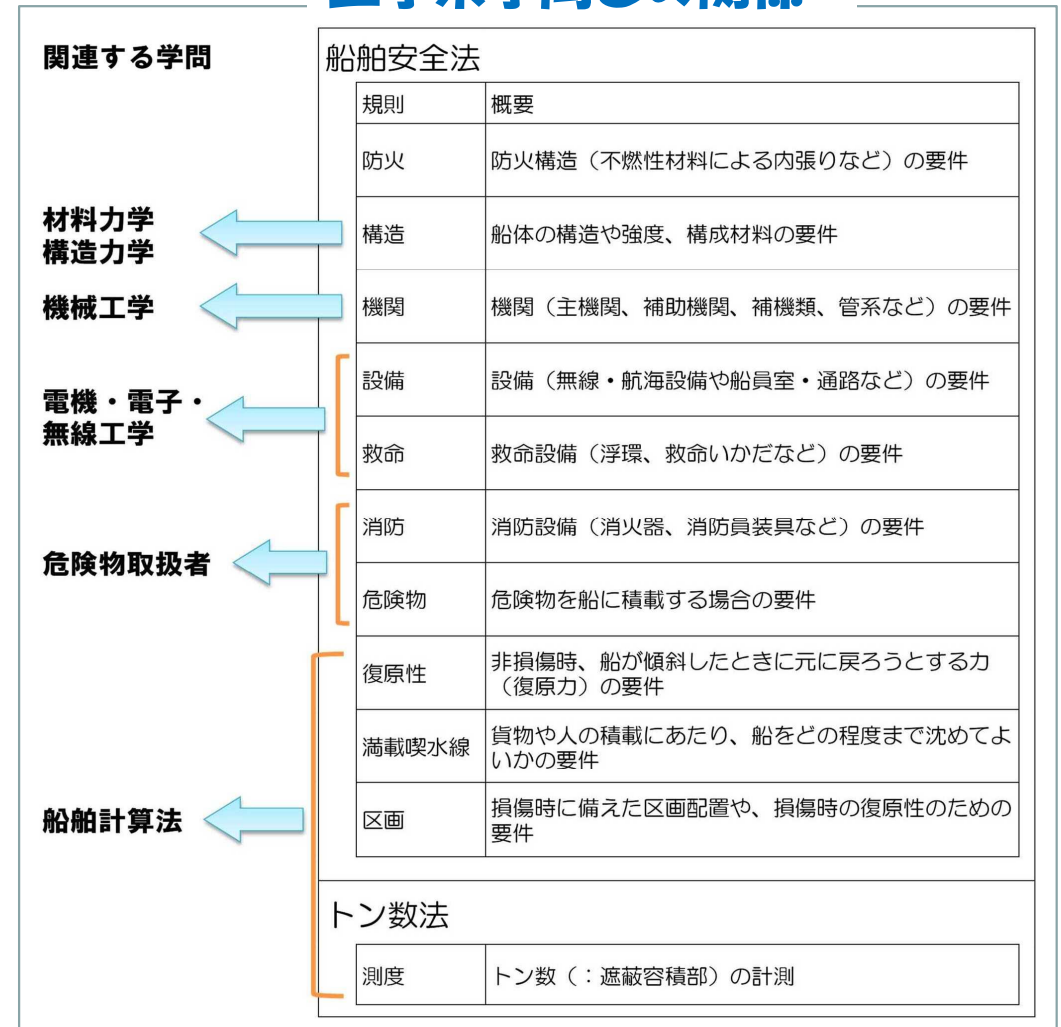 関連する学問
船舶安全法
規則 概要
防火 防火構造（不燃性材料による内張りなど）の要件
材料力学
構造力学
構造 船体の構造や強度、構成材料の要件
機械工学
機関 機関（主機関、補助機関、補機類、管系など）の要件
電機・電子・
無線工学
設備 設備（無線・航海設備や船員室・通路など）の要件
救命 救命設備（浮環、救命いかだなど）の要件
危険物取扱者
消防 消防設備（消火器、消防員装具など）の要件
危険物 危険物を船に積載する場合の要件
船舶計算法
復原性 非損傷時、船が傾斜したときに元に戻ろうとする力
（復原力）の要件
満載喫水線 貨物や人の積載にあたり、船をどの程度まで沈めてよ
いかの要件
区画 損傷時に備えた区画配置や、損傷時の復原性のための
要件
トン数法
測度 トン数（：遮蔽容積部）の計測